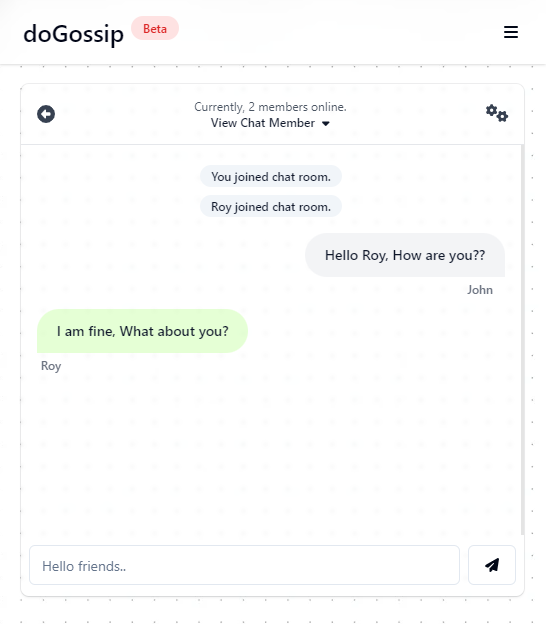 doGossip Beta
Currently, 2 members online.
View Chat Member
You joined chat room.
Roy joined chat room.
Hello Roy, How are you??
John
I am fine, What about you?
Roy
Hello friends..